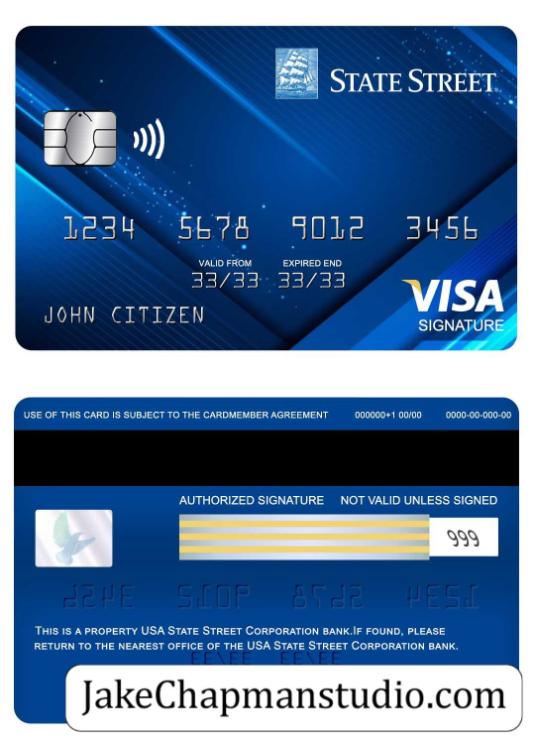 STATE STREET
1234 5678 9012 3456
VALID FROM EXPIRED END
33/33 33/33
JOHN CITIZEN
VISA
SIGNATURE
USE OF THIS CARD IS SUBJECT TO THE CARDMEMBER AGREEMENT 000000+1 00/00 0000-00-000-00
AUTHORIZED SIGNATURE NOT VALID UNLESS SIGNED
999
THIS IS A PROPERTY USA STATE STREET CORPORATION BANK.IF FOUND, PLEASE
RETURN TO THE NEAREST OFFICE OF THE USA STATE STREET CORPORATION BANK.
JakeChapmanstudio.com